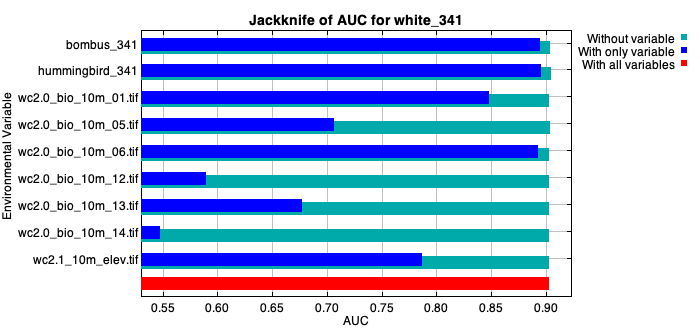 Jackknife of AUC for white_341
Without variable
With only variable
With all variables
Environmental Variable
bombus_341
hummingbird_341
wc2.0_bio_10m_01.tif
wc2.0_bio_10m_05.tif
wc2.0_bio_10m_06.tif
wc2.0_bio_10m_12.tif
wc2.0_bio_10m_13.tif
wc2.0_bio_10m_14.tif
wc2.1_10m_elev.tif
0.55 0.60 0.65 0.70 0.75 0.80 0.85 0.90
AUC